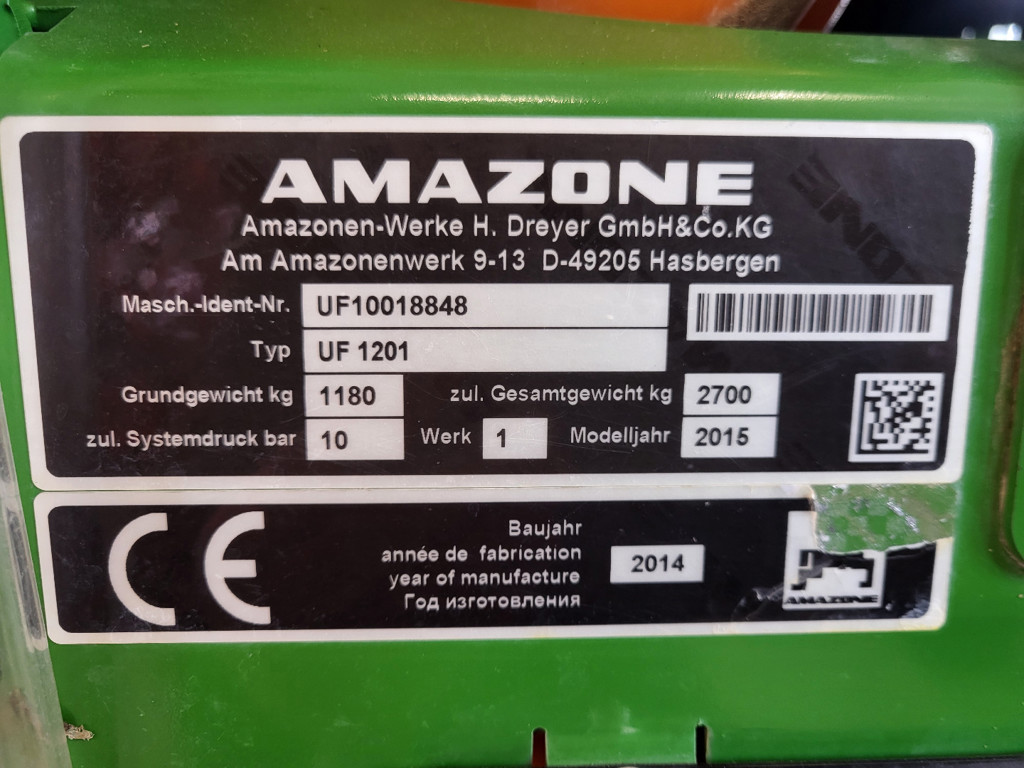 AMAZONE
Amazonen-Werke H. Dreyer GmbH&Co.KG
Am Amazonenwerk 9-13 D-49205 Hasbergen
Masch.-Ident-Nr. UF10018848
Typ UF 1201
Grundgewicht kg 1180 zul. Gesamtgewicht kg 2700
zul. Systemdruck bar 10 Werk 1 Modelljahr 2015
CE
Baujahr
année de fabrication
year of manufacture
Год изготовления
2014
AMAZONE